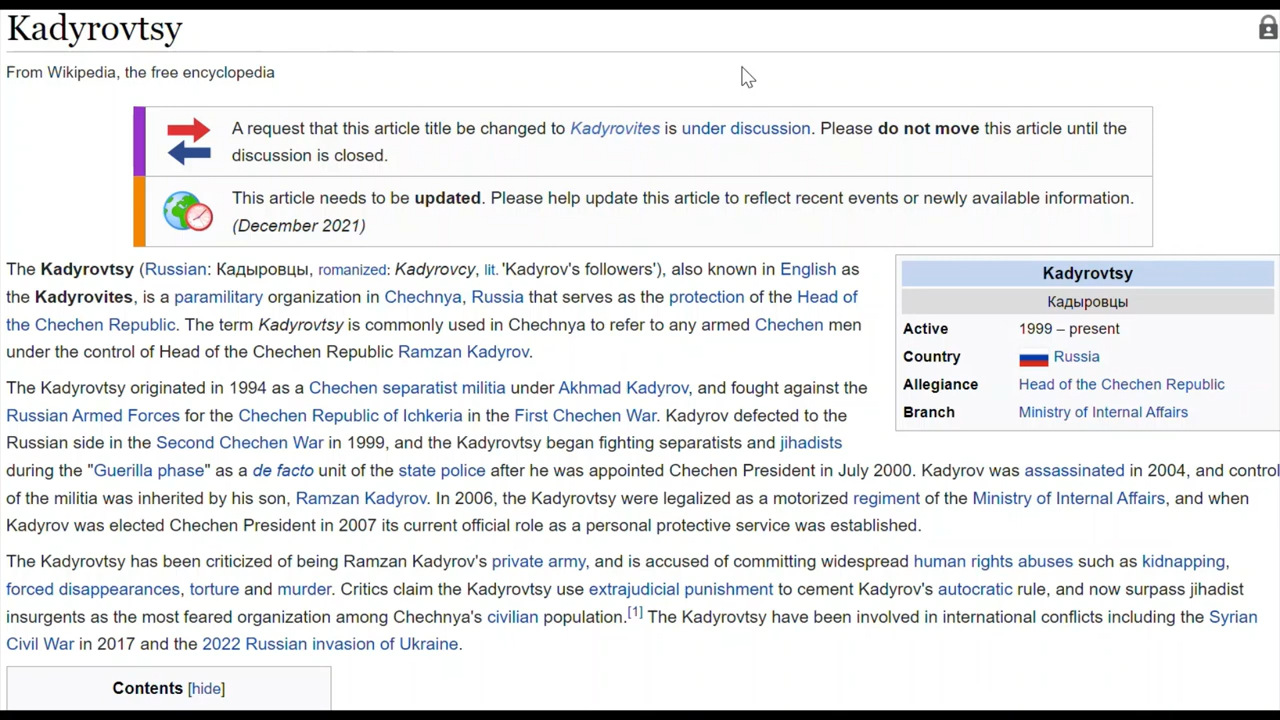 Kadyrovtsy
From Wikipedia, the free encyclopedia
A request that this article title be changed to Kadyrovites is under discussion. Please do not move this article until the
discussion is closed.
This article needs to be updated. Please help update this article to reflect recent events or newly available information.
(December 2021)
The Kadyrovtsy (Russian: Кадыровцы, romanized: Kadyrovcy, lit. 'Kadyrov's followers'), also known in English as
the Kadyrovites, is a paramilitary organization in Chechnya, Russia that serves as the protection of the Head of
the Chechen Republic. The term Kadyrovtsy is commonly used in Chechnya to refer to any armed Chechen men
under the control of Head of the Chechen Republic Ramzan Kadyrov.
Kadyrovtsy
Кадыровцы
Active 1999 – present
Country Russia
Allegiance Head of the Chechen Republic
Branch Ministry of Internal Affairs
The Kadyrovtsy originated in 1994 as a Chechen separatist militia under Akhmad Kadyrov, and fought against the
Russian Armed Forces for the Chechen Republic of Ichkeria in the First Chechen War. Kadyrov defected to the
Russian side in the Second Chechen War in 1999, and the Kadyrovtsy began fighting separatists and jihadists
during the "Guerilla phase" as a de facto unit of the state police after he was appointed Chechen President in July 2000. Kadyrov was assassinated in 2004, and control
of the militia was inherited by his son, Ramzan Kadyrov. In 2006, the Kadyrovtsy were legalized as a motorized regiment of the Ministry of Internal Affairs, and when
Kadyrov was elected Chechen President in 2007 its current official role as a personal protective service was established.
The Kadyrovtsy has been criticized of being Ramzan Kadyrov's private army, and is accused of committing widespread human rights abuses such as kidnapping,
forced disappearances, torture and murder. Critics claim the Kadyrovtsy use extrajudicial punishment to cement Kadyrov's autocratic rule, and now surpass jihadist
insurgents as the most feared organization among Chechnya's civilian population.[1] The Kadyrovtsy have been involved in international conflicts including the Syrian
Civil War in 2017 and the 2022 Russian invasion of Ukraine.
Contents [hide]